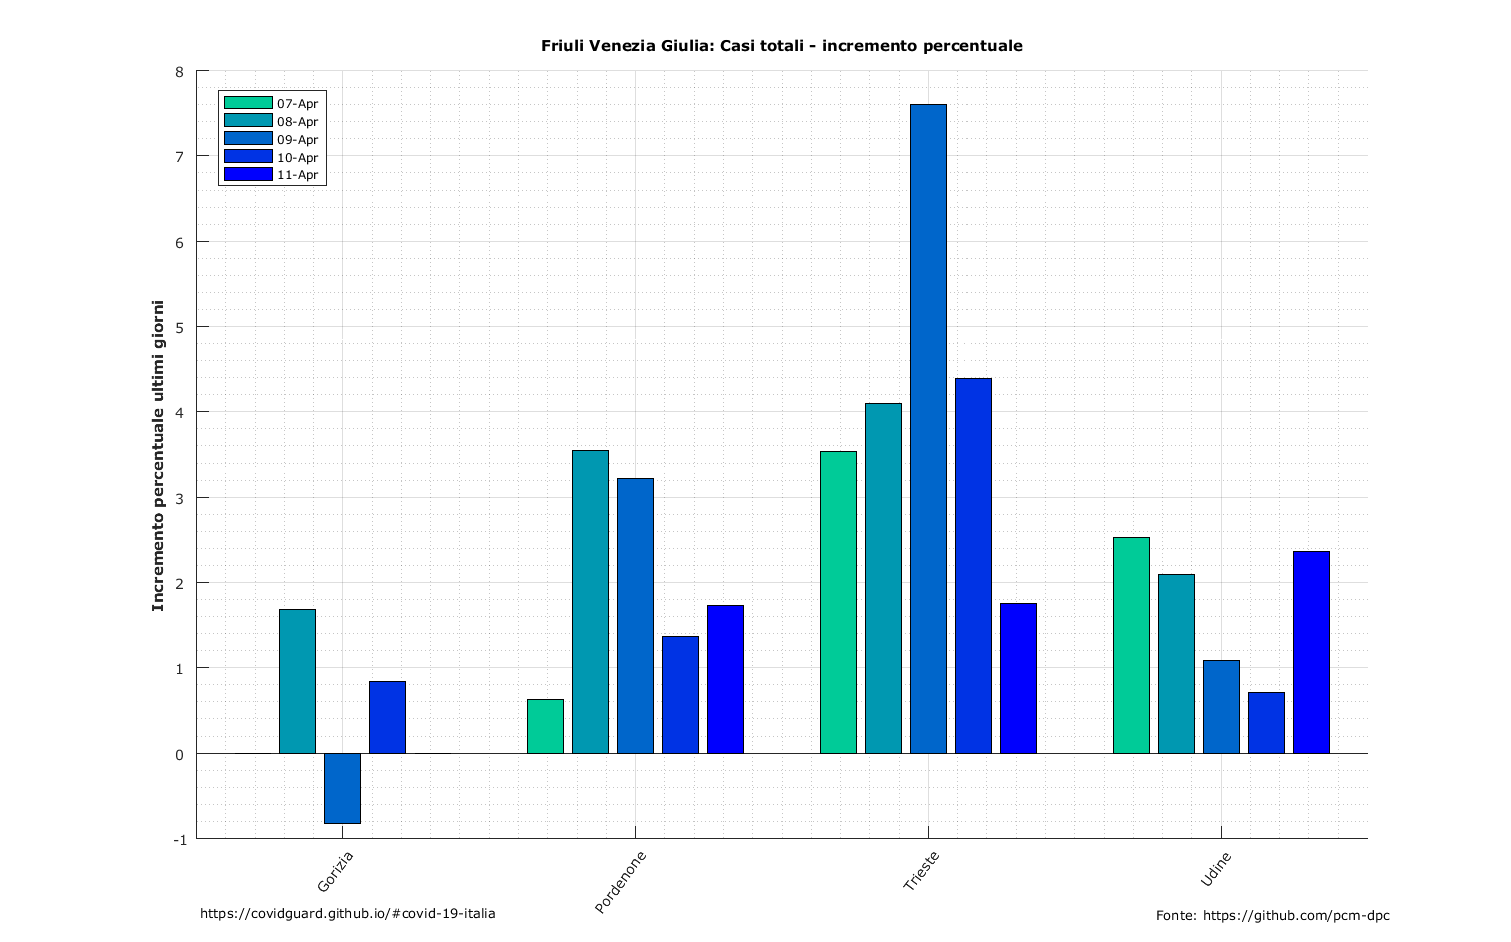 Friuli Venezia Giulia: Casi totali - incremento percentuale
8
7
6
5
4
3
2
1
0
-1
07-Apr
08-Apr
09-Apr
10-Apr
11-Apr
Incremento percentuale ultimi giorni
Gorizia
Pordenone
Trieste
Udine
https://covidguard.github.io/#covid-19-italia
Fonte: https://github.com/pcm-dpc